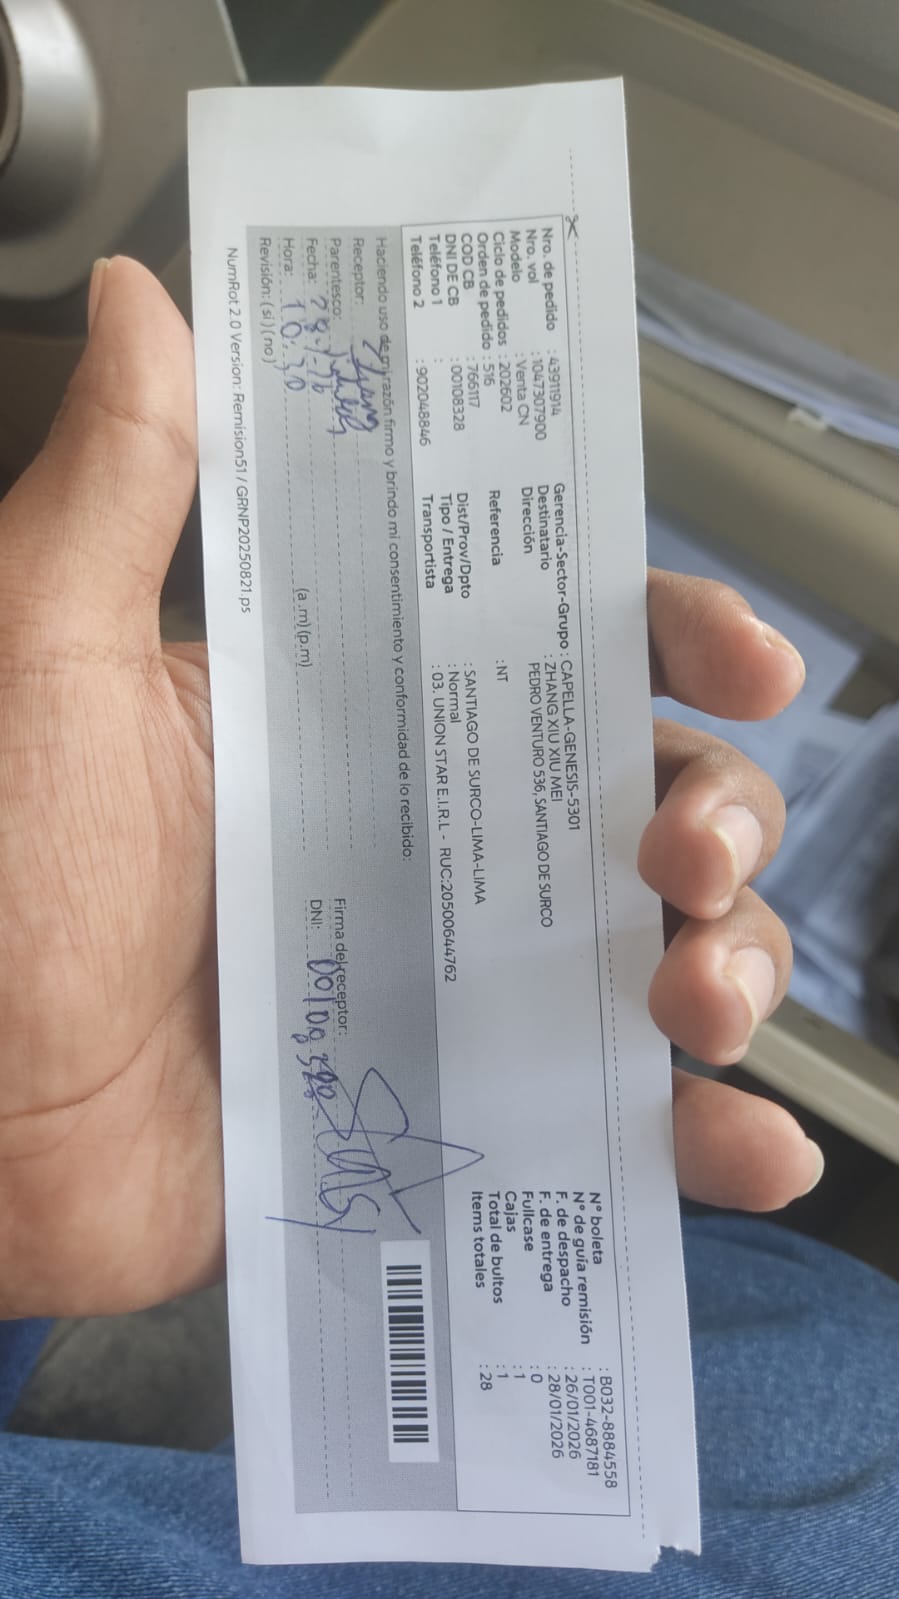 Nro. de pedido : 43911914
Nro. vol : 1047307900
Modelo : Venta CN
Ciclo de pedidos : 202602
Orden de pedido : 516
COD CB : 766117
DNI DE CB : 00108328
Teléfono 1 :
Teléfono 2 : 902048846
Gerencia-Sector-Grupo : CAPELLA-GENESIS-5301
Destinatario : ZHANG XIU XIU MEI
Dirección PEDRO VENTURO 536, SANTIAGO DE SURCO
Referencia : NT
Dist/Prov/Dpto : SANTIAGO DE SURCO-LIMA-LIMA
Tipo / Entrega : Normal
Transportista : 03. UNION STAR E.I.R.L - RUC:20500644762
N° boleta : B032-8884558
N° de guía remisión : T001-4687181
F. de despacho : 26/01/2026
F. de entrega : 28/01/2026
Fullcase : 0
Cajas : 1
Total de bultos : 1
Items totales : 28
Haciendo uso de mi razón firmo y brindo mi consentimiento y conformidad de lo recibido:
Receptor: Zhang
Parentesco: Titular
Fecha: 28-1-26
Hora: 10:30 (a.m) (p.m)
Revisión: (si) (no)
Firma del receptor:
DNI: 00108328
NumRot 2.0 Version: Remision51 / GRNP20250821.ps